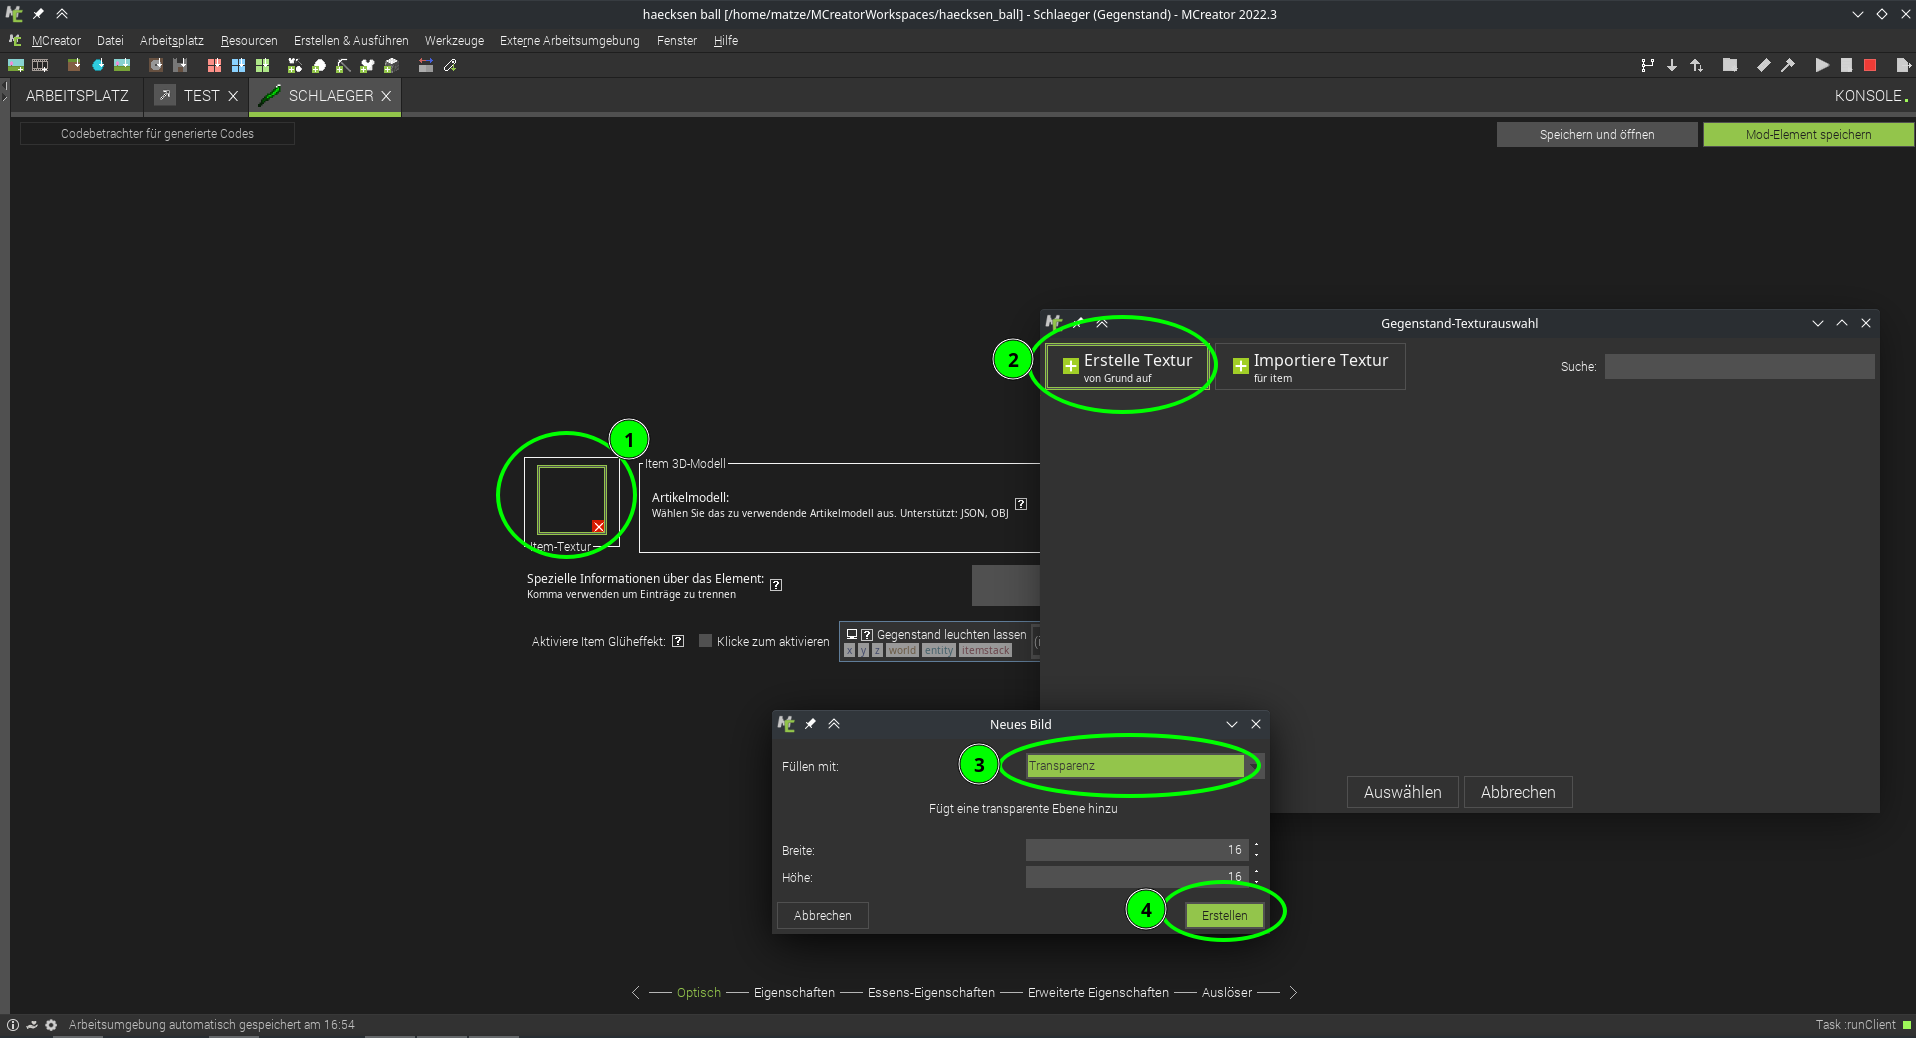 haecksen ball [/home/matze/MCreatorWorkspaces/haecksen_ball] - Schlaeger (Gegenstand) - MCreator 2022.3
MCreator Datei Arbeitsplatz Resourcen Erstellen & Ausführen Werkzeuge Externe Arbeitsumgebung Fenster Hilfe
ARBEITSPLATZ TEST SCHLAEGER KONSOLE
Codebetrachter für generierte Codes Speichern und öffnen Mod-Element speichern
Gegenstand-Texturauswahl
2
Erstelle Textur
von Grund auf
Importiere Textur
für item
Suche:
1
Item-Textur
Item 3D-Modell
Artikelmodell:
Wählen Sie das zu verwendende Artikelmodell aus. Unterstützt: JSON, OBJ
?
Spezielle Informationen über das Element:
Komma verwenden um Einträge zu trennen
?
Aktiviere Item Glüheffekt: ? Klicke zum aktivieren
? Gegenstand leuchten lassen
x y z world entity itemstack
Auswählen Abbrechen
Neues Bild
Füllen mit: 3 Transparenz
Fügt eine transparente Ebene hinzu
Breite: 16
Höhe: 16
Abbrechen 4 Erstellen
Optisch Eigenschaften Essens-Eigenschaften Erweiterte Eigenschaften Auslöser
Arbeitsumgebung automatisch gespeichert am 16:54 Task :runClient